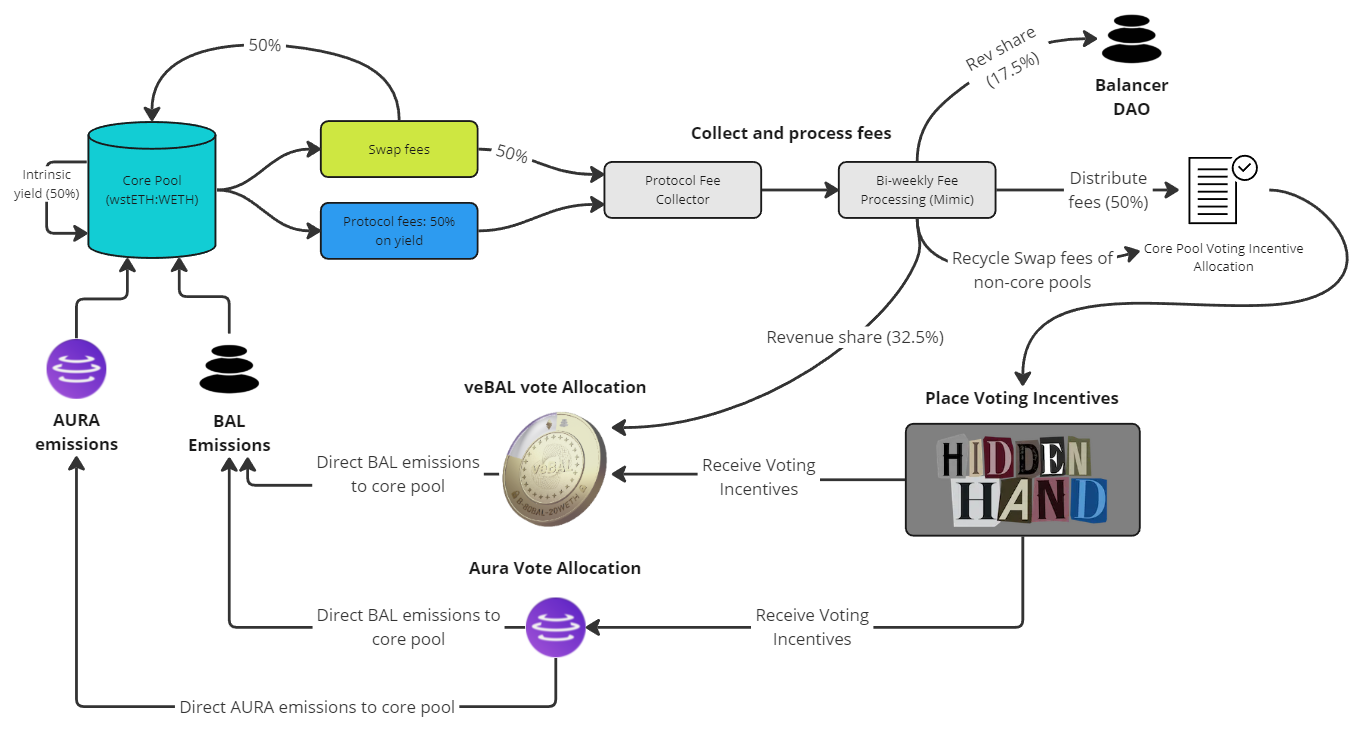 50%
Rev share
(17.5%)
Balancer
DAO
Collect and process fees
Swap fees
50%
Intrinsic
yield (50%)
Core Pool
(wstETH:WETH)
Protocol fees: 50%
on yield
Protocol Fee
Collector
Bi-weekly Fee
Processing (Mimic)
Distribute
fees (50%)
Recycle Swap fees of
non-core pools
Core Pool Voting Incentive
Allocation
Revenue share (32.5%)
veBAL vote Allocation
Place Voting Incentives
AURA
emissions
BAL
Emissions
Direct BAL emissions
to core pool
veBAL
B-80BAL-20WETH
Receive Voting
Incentives
HIDDEN
HAND
Aura Vote Allocation
Direct BAL emissions to
core pool
Receive Voting
Incentives
Direct AURA emissions to core pool